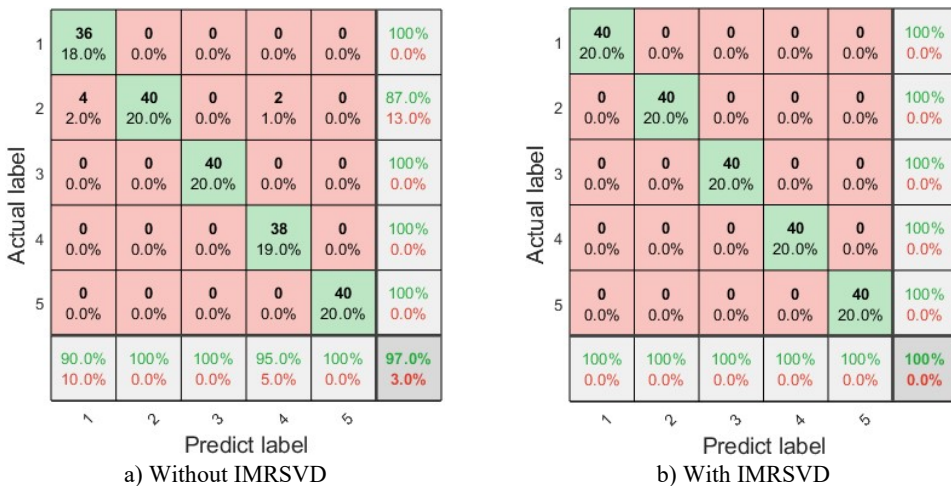 1 36 0 0 0 0 100%
18.0% 0.0% 0.0% 0.0% 0.0% 0.0%
2 4 40 0 2 0 87.0%
2.0% 20.0% 0.0% 1.0% 0.0% 13.0%
3 0 0 40 0 0 100%
0.0% 0.0% 20.0% 0.0% 0.0% 0.0%
4 0 0 0 38 0 100%
0.0% 0.0% 0.0% 19.0% 0.0% 0.0%
5 0 0 0 0 40 100%
0.0% 0.0% 0.0% 0.0% 20.0% 0.0%
90.0% 100% 100% 95.0% 100% 97.0%
10.0% 0.0% 0.0% 5.0% 0.0% 3.0%
1 2 3 4 5
Actual label
Predict label
a) Without IMRSVD
1 40 0 0 0 0 100%
20.0% 0.0% 0.0% 0.0% 0.0% 0.0%
2 0 40 0 0 0 100%
0.0% 20.0% 0.0% 0.0% 0.0% 0.0%
3 0 0 40 0 0 100%
0.0% 0.0% 20.0% 0.0% 0.0% 0.0%
4 0 0 0 40 0 100%
0.0% 0.0% 0.0% 20.0% 0.0% 0.0%
5 0 0 0 0 40 100%
0.0% 0.0% 0.0% 0.0% 20.0% 0.0%
100% 100% 100% 100% 100% 100%
0.0% 0.0% 0.0% 0.0% 0.0% 0.0%
1 2 3 4 5
Actual label
Predict label
b) With IMRSVD